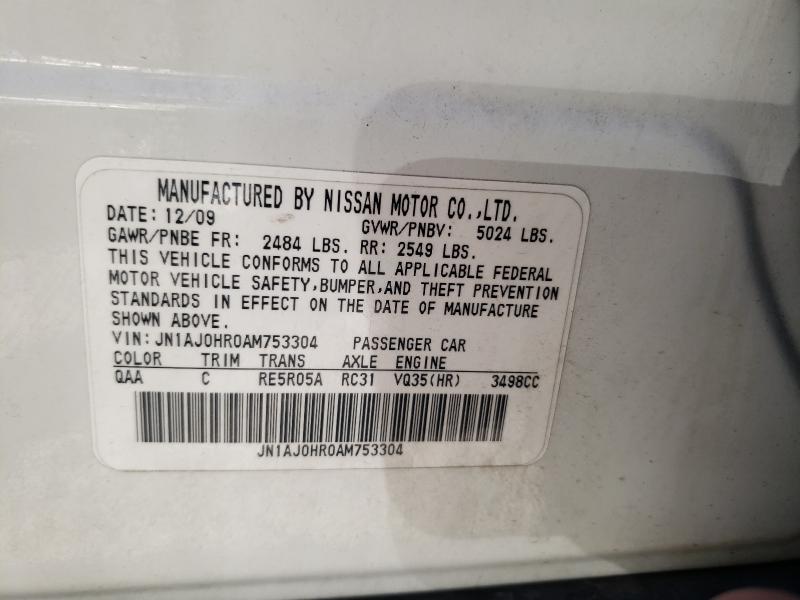 MANUFACTURED BY NISSAN MOTOR CO.,LTD.
DATE: 12/09 GVWR/PNBV: 5024 LBS.
GAWR/PNBE FR: 2484 LBS. RR: 2549 LBS.
THIS VEHICLE CONFORMS TO ALL APPLICABLE FEDERAL
MOTOR VEHICLE SAFETY,BUMPER,AND THEFT PREVENTION
STANDARDS IN EFFECT ON THE DATE OF MANUFACTURE
SHOWN ABOVE.
VIN:JN1AJ0HR0AM753304 PASSENGER CAR
COLOR TRIM TRANS AXLE ENGINE
QAA C RE5R05A RC31 VQ35(HR) 3498CC
JN1AJ0HR0AM753304